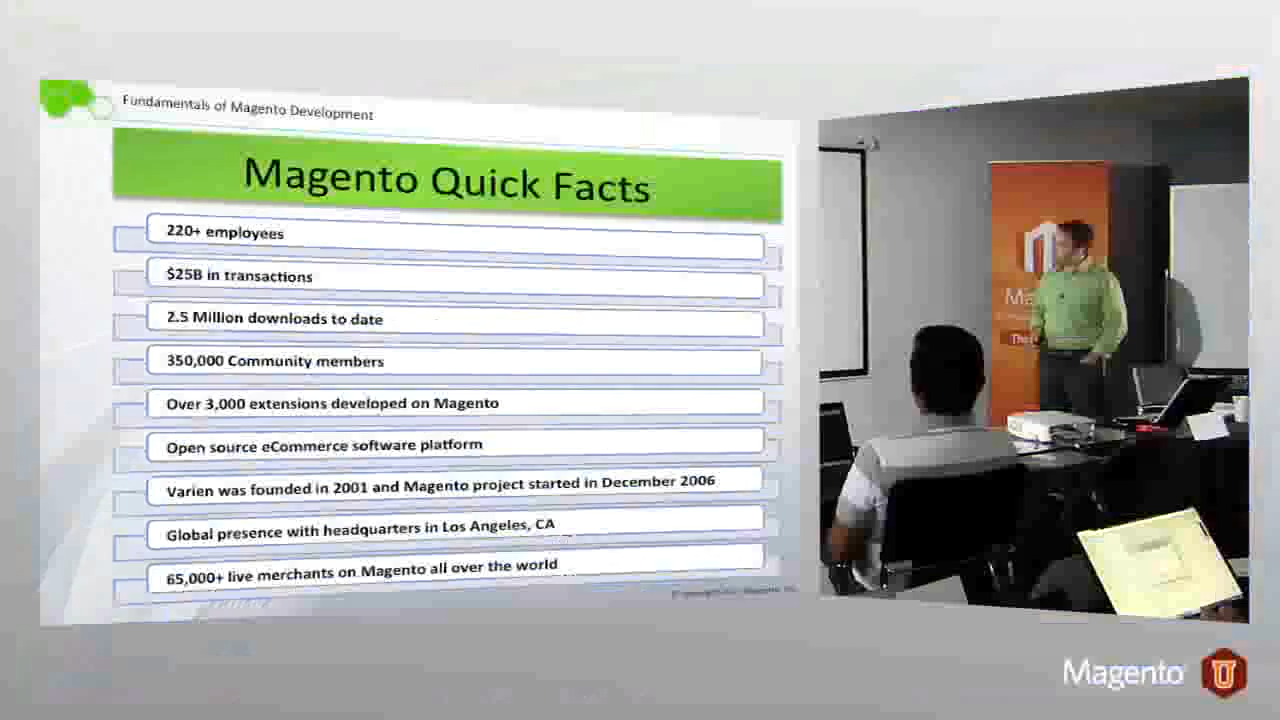 Fundamentals of Magento Development
Magento Quick Facts
220+ employees
$25B in transactions
2.5 Million downloads to date
350,000 Community members
Over 3,000 extensions developed on Magento
Open source eCommerce software platform
Varien was founded in 2001 and Magento project started in December 2006
Global presence with headquarters in Los Angeles, CA
65,000+ live merchants on Magento all over the world
Magento U